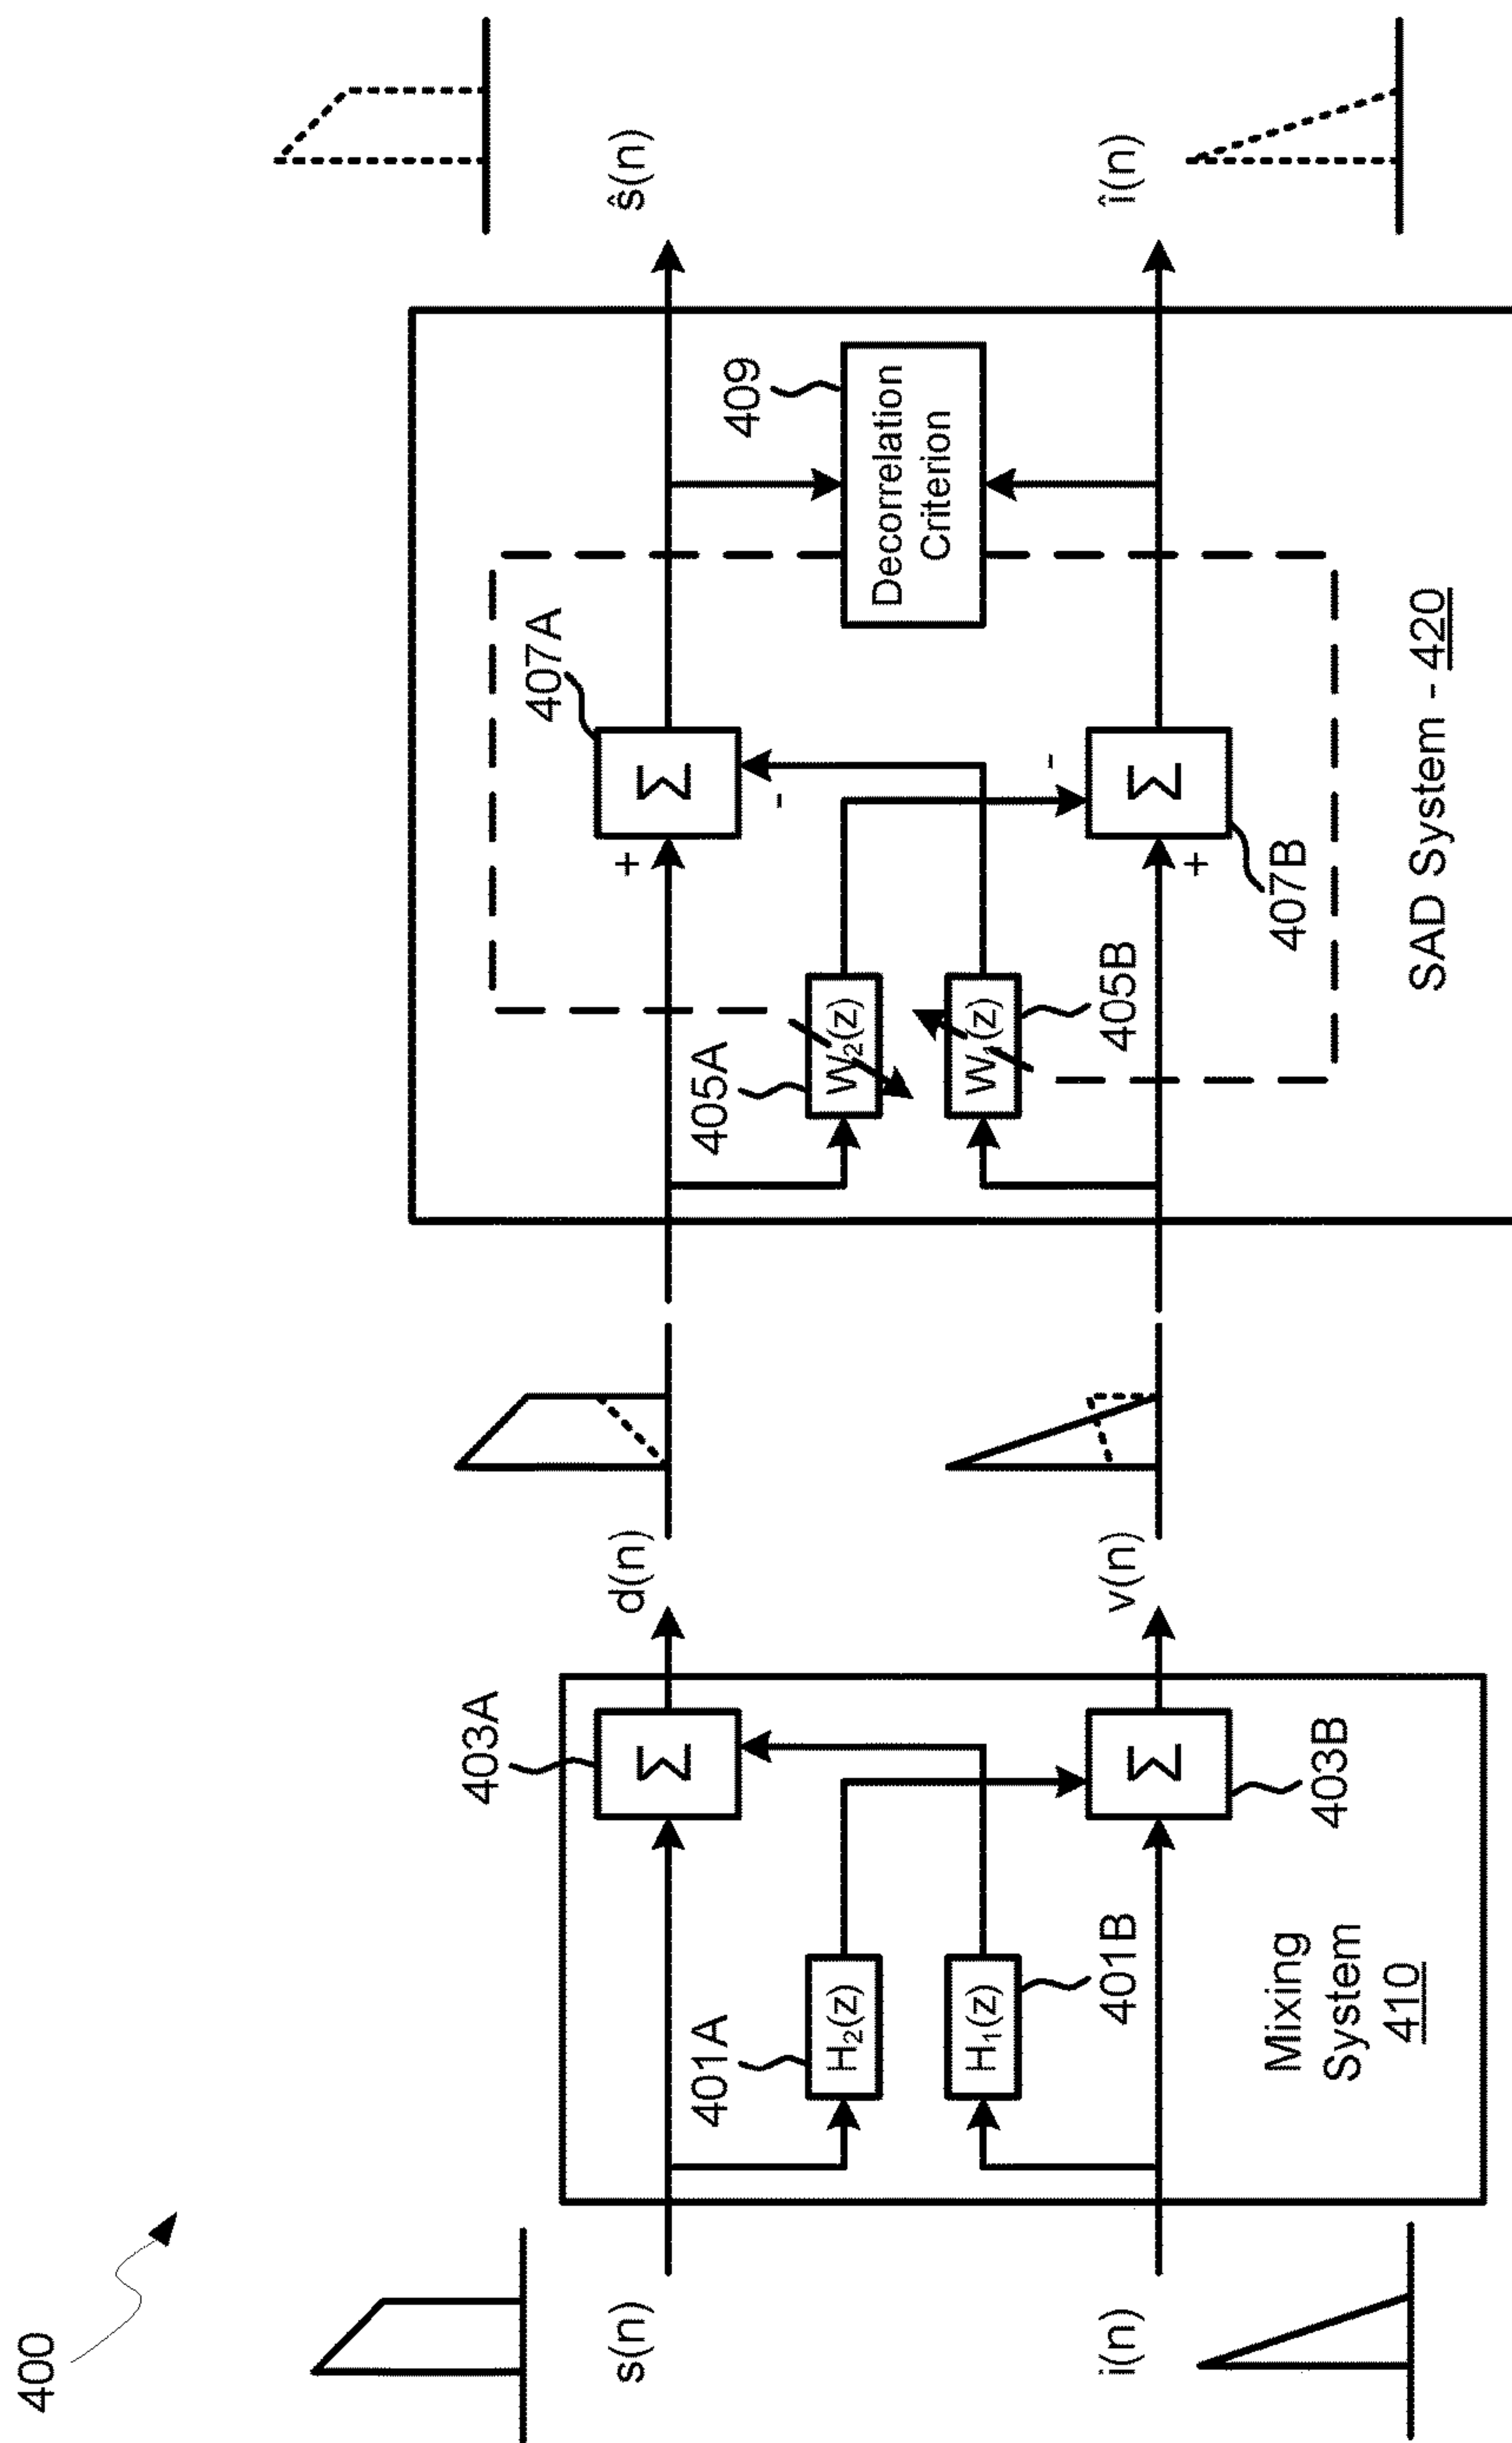 400
s(n)
i(n)
401A
H₂(z)
H₁(z)
401B
Mixing
System
410
403A
Σ
Σ
403B
d(n)
v(n)
405A
W₂(z)
W₁(z)
405B
407A
+
Σ
-
-
Σ
+
407B
409
Decorrelation
Criterion
SAD System - 420
ŝ(n)
î(n)